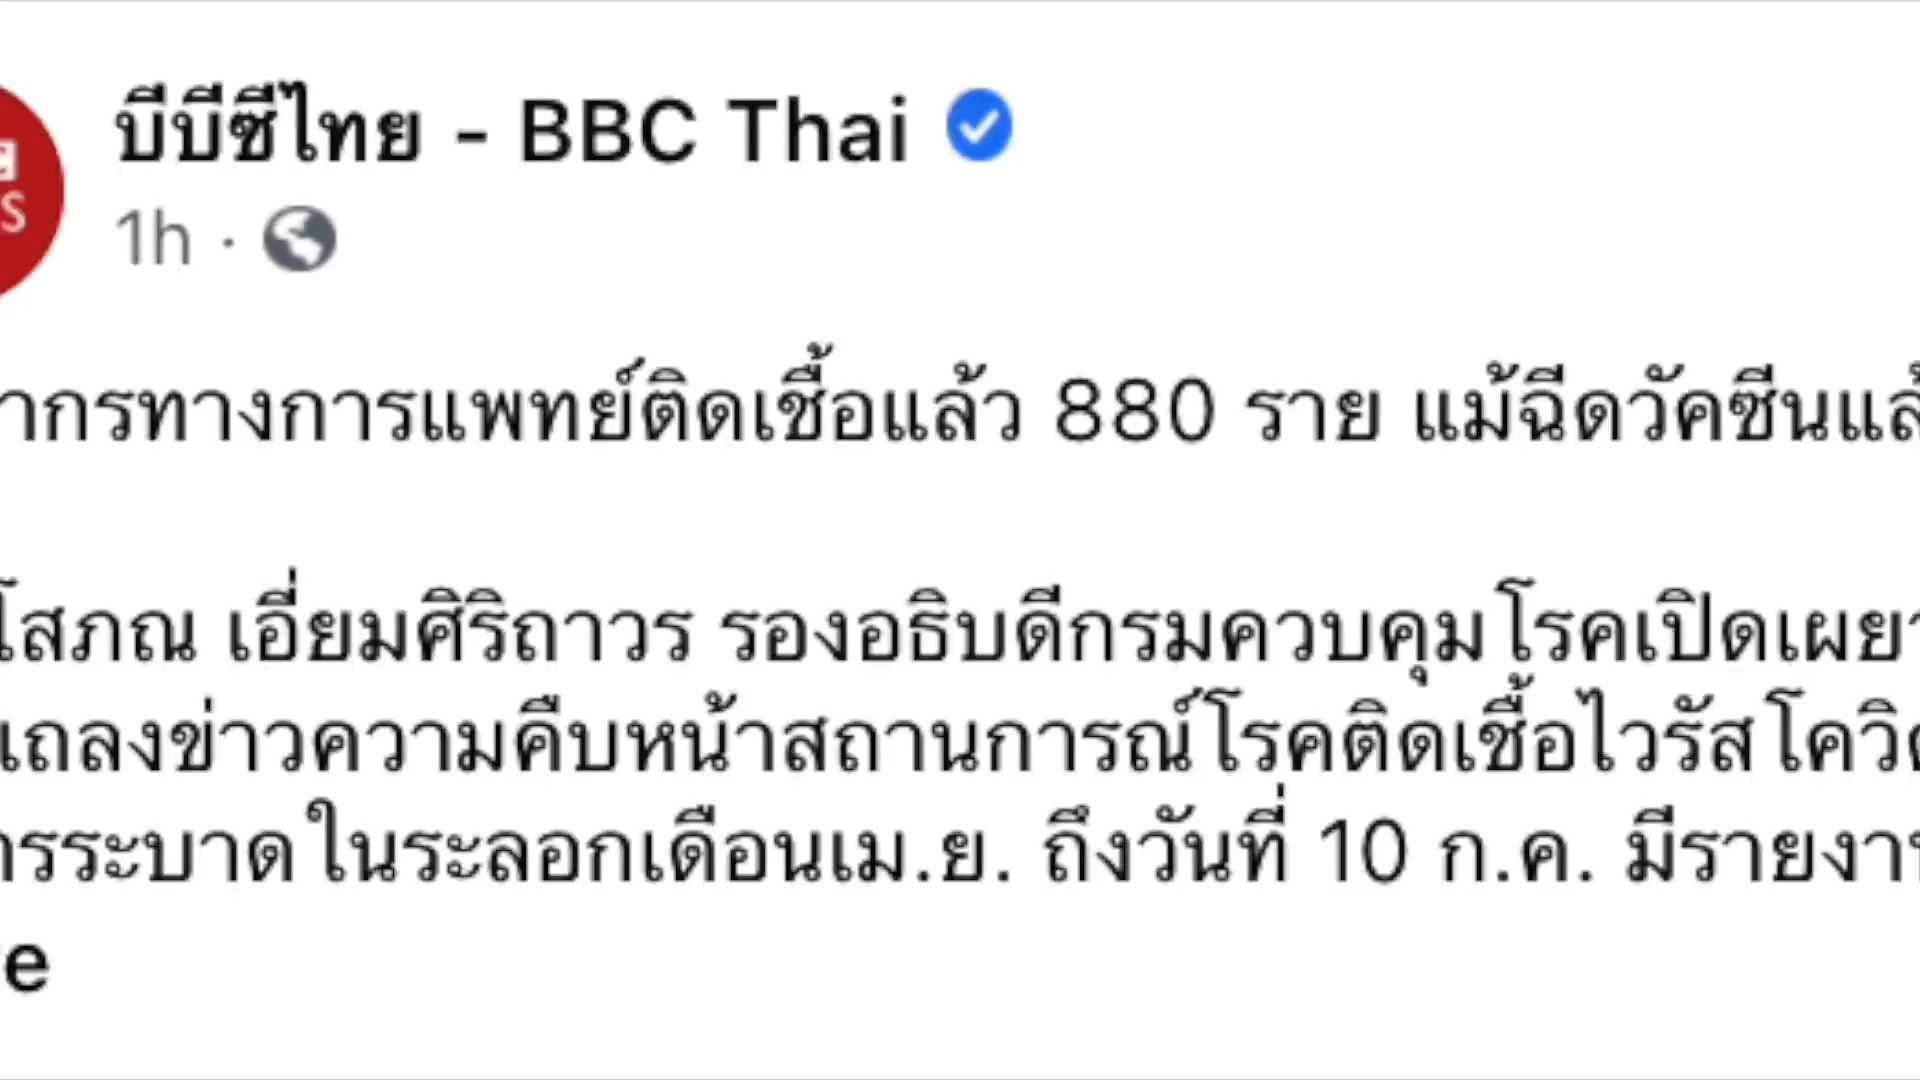 บีบีซีไทย - BBC Thai
1h ·
ากรทางการแพทย์ติดเชื้อแล้ว 880 ราย แม้ฉีดวัคซีนแล้
โสภณ เอี่ยมศิริถาวร รองอธิบดีกรมควบคุมโรคเปิดเผยว
แถลงข่าวความคืบหน้าสถานการณ์โรคติดเชื้อไวรัสโควิด
ารระบาดในระลอกเดือนเม.ย. ถึงวันที่ 10 ก.ค. มีรายงาน